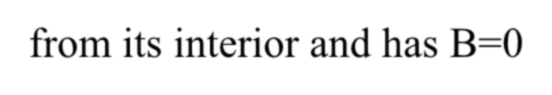 from its interior and has B=0